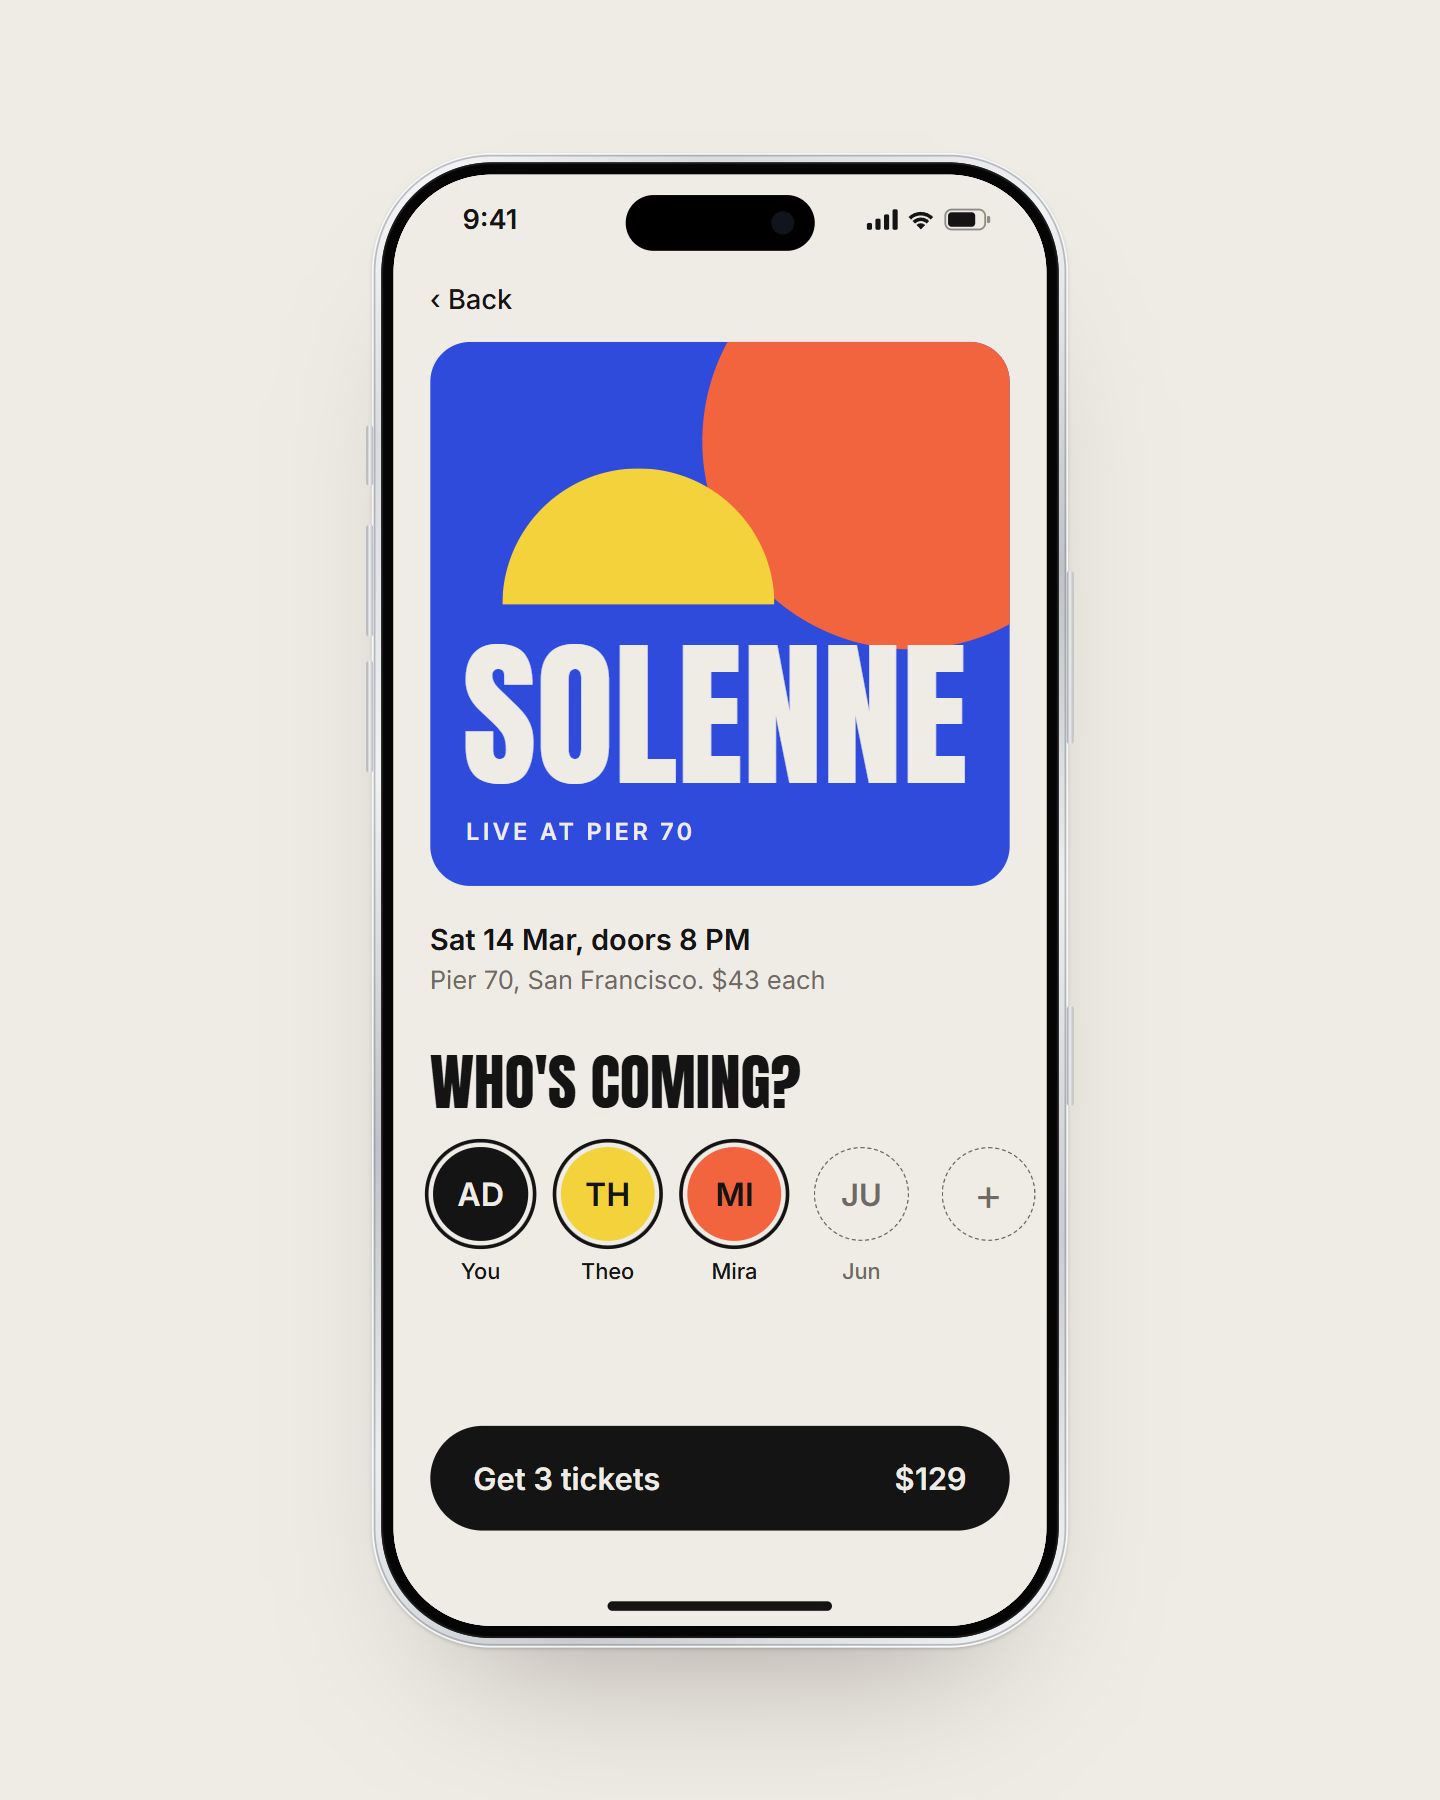 9:41
‹ Back
SOLENNE
LIVE AT PIER 70
Sat 14 Mar, doors 8 PM
Pier 70, San Francisco. $43 each
WHO'S COMING?
AD TH MI JU +
You Theo Mira Jun
Get 3 tickets $129